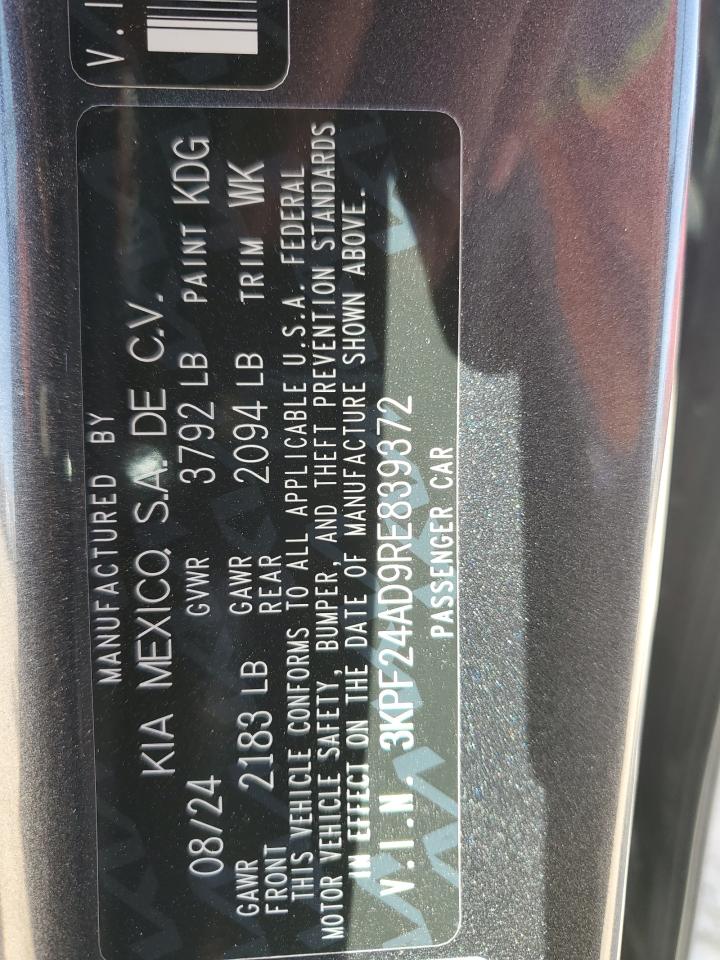 V.I
MANUFACTURED BY
KIA MEXICO, S.A. DE C.V.
08/24 GVWR 3792 LB PAINT KDG
GAWR FRONT 2183 LB GAWR REAR 2094 LB TRIM WK
THIS VEHICLE CONFORMS TO ALL APPLICABLE U.S.A. FEDERAL
MOTOR VEHICLE SAFETY, BUMPER, AND THEFT PREVENTION STANDARDS
IN EFFECT ON THE DATE OF MANUFACTURE SHOWN ABOVE.
V.I.N. 3KPF24AD9RE839372
PASSENGER CAR